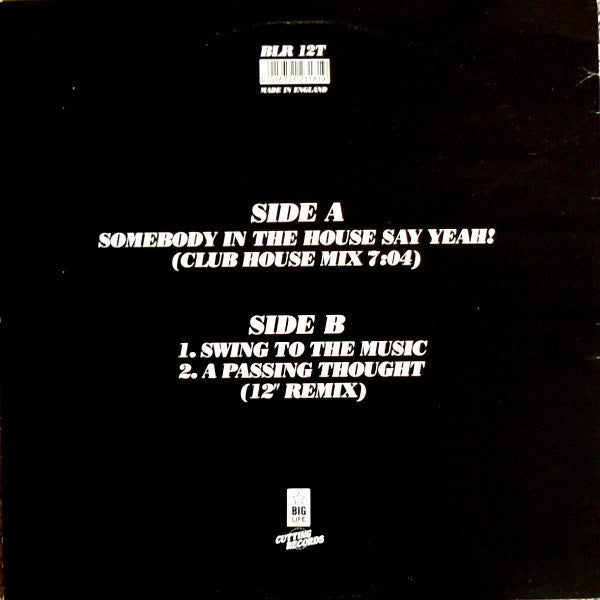 BLR 12T
MADE IN ENGLAND
SIDE A
SOMEBODY IN THE HOUSE SAY YEAH!
(CLUB HOUSE MIX 7:04)
SIDE B
1. SWING TO THE MUSIC
2. A PASSING THOUGHT
(12" REMIX)
BIG
LIFE
CUTTING
RECORDS